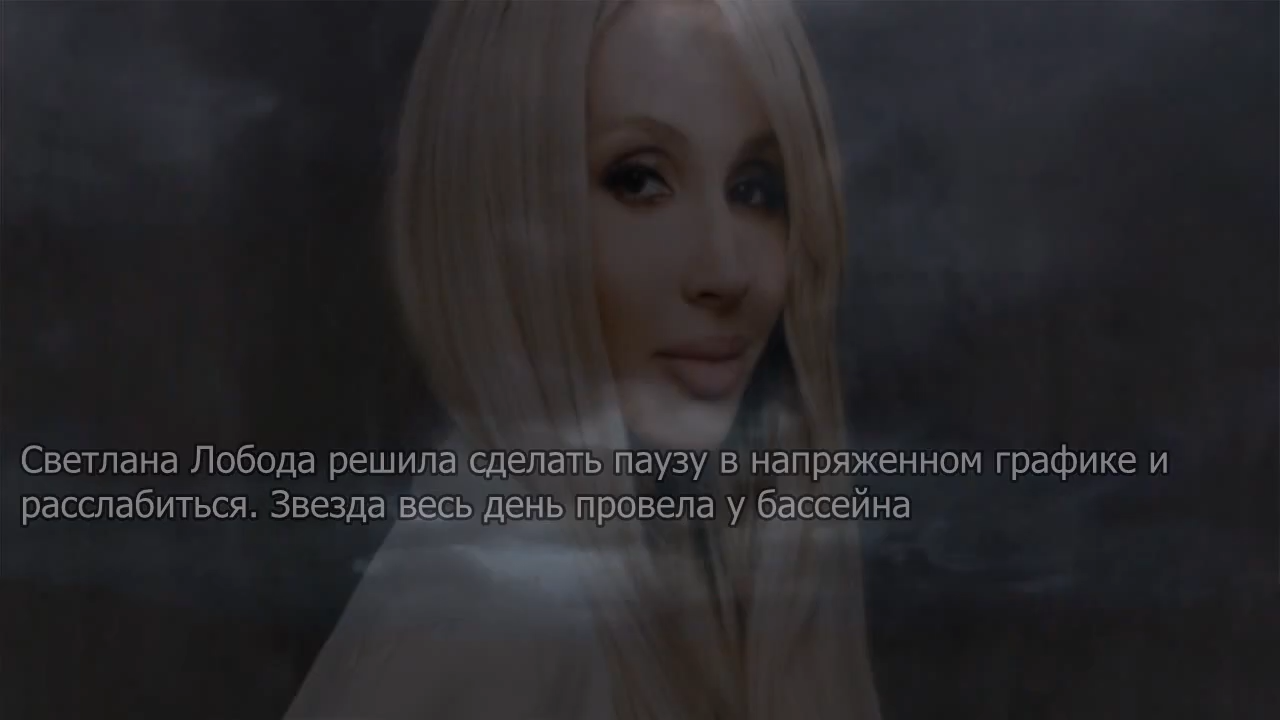 Светлана Лобода решила сделать паузу в напряженном графике и
расслабиться. Звезда весь день провела у бассейна